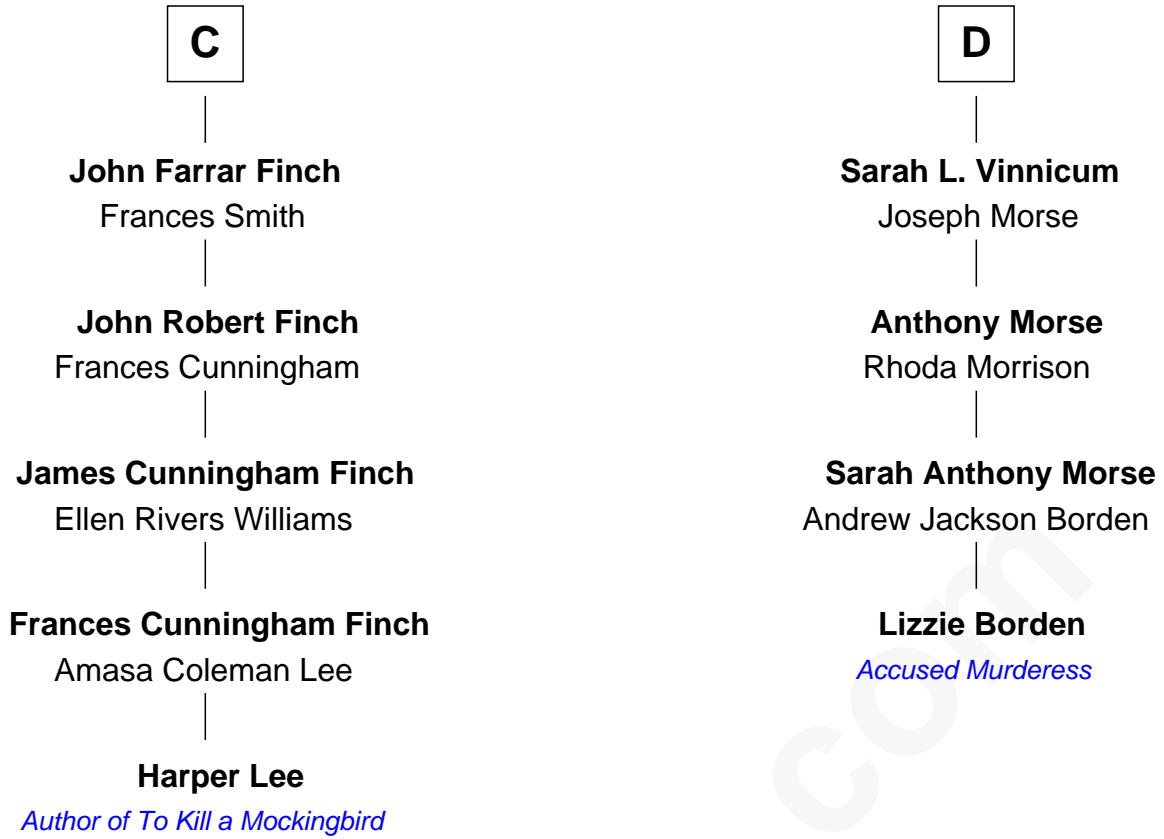 C
John Farrar Finch
Frances Smith
John Robert Finch
Frances Cunningham
James Cunningham Finch
Ellen Rivers Williams
Frances Cunningham Finch
Amasa Coleman Lee
Harper Lee
Author of To Kill a Mockingbird
D
Sarah L. Vinnicum
Joseph Morse
Anthony Morse
Rhoda Morrison
Sarah Anthony Morse
Andrew Jackson Borden
Lizzie Borden
Accused Murderess
com